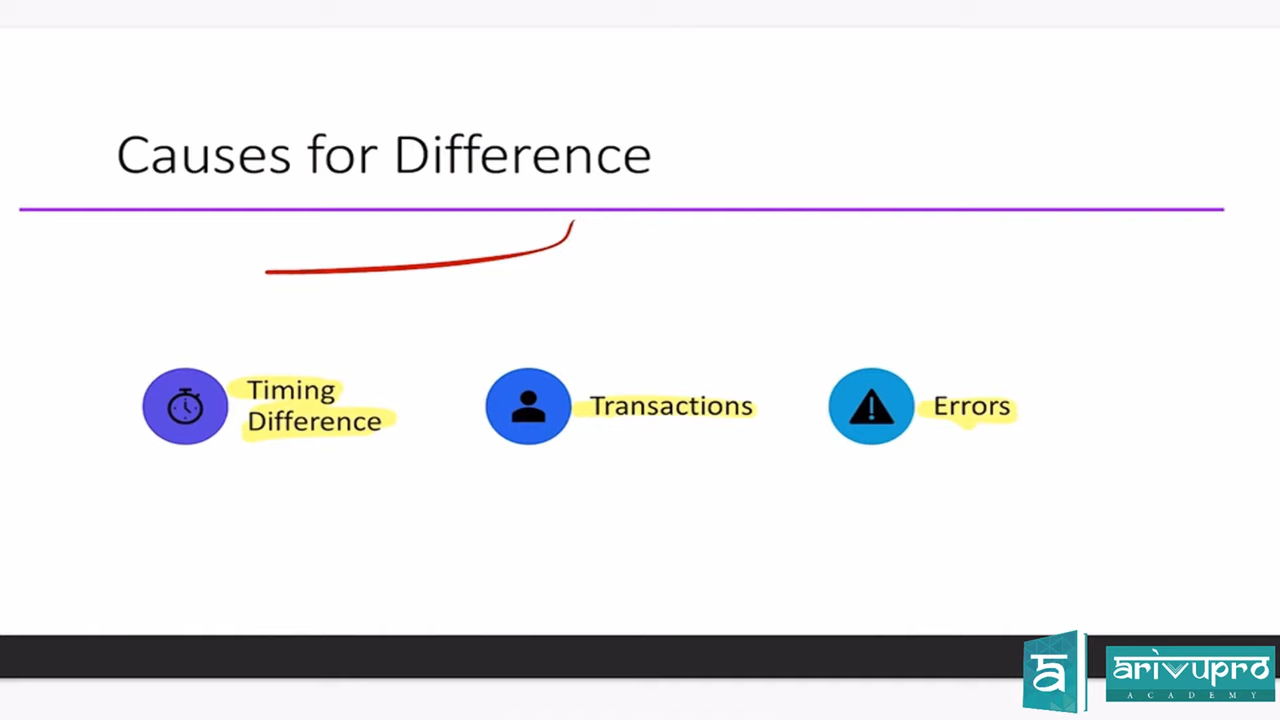 Causes for Difference
Timing
Difference
Transactions
Errors
arivupro
ACADEMY